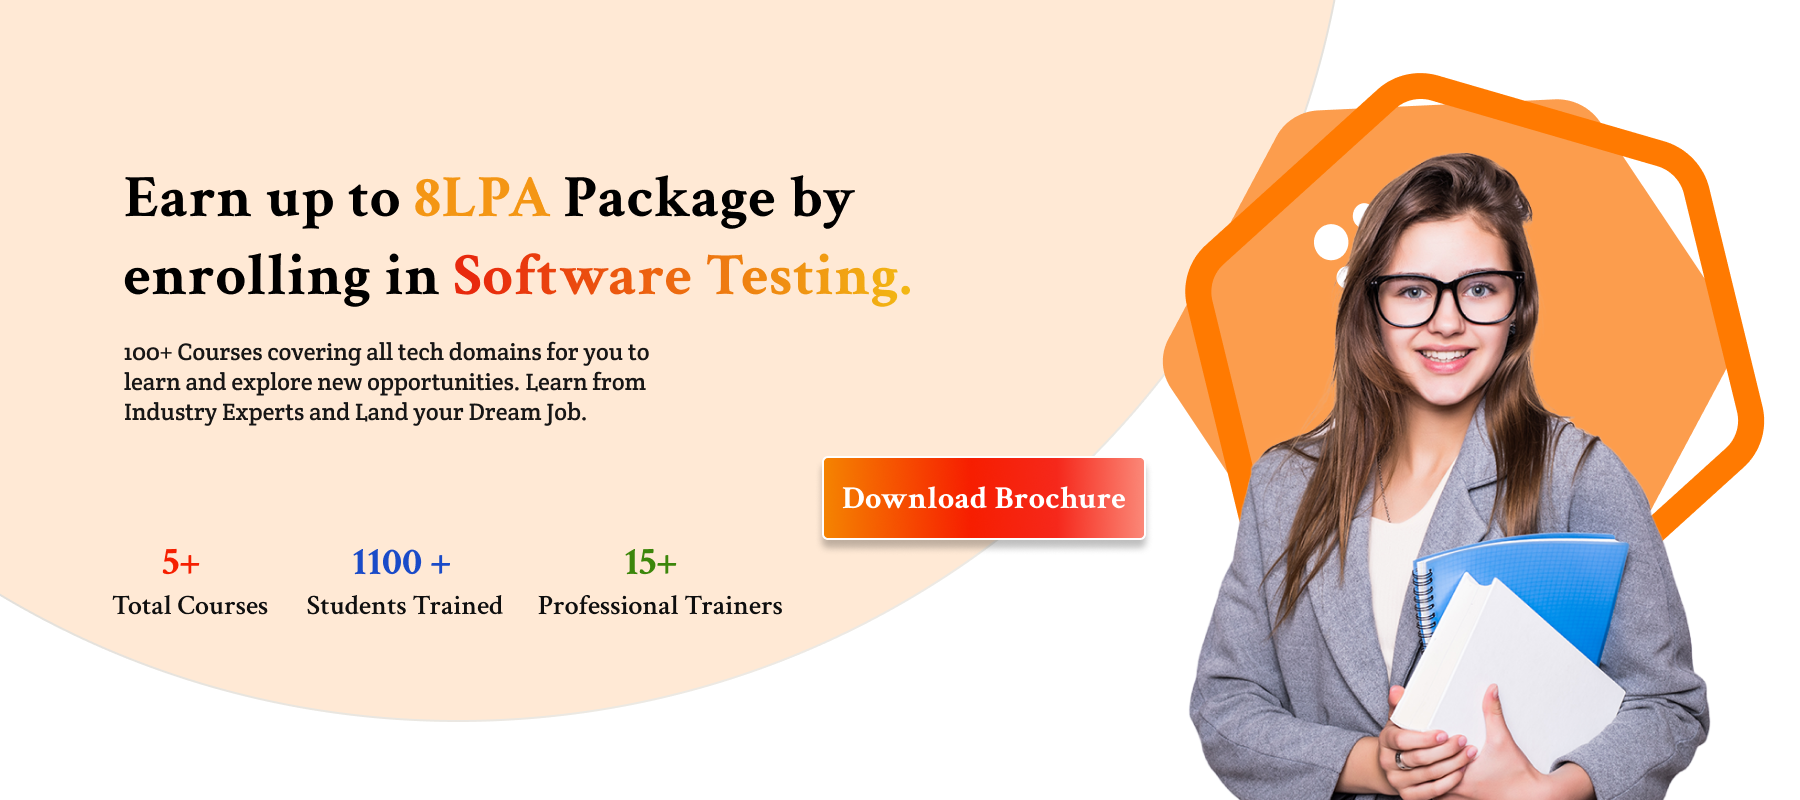 Earn up to 8LPA Package by
enrolling in Software Testing.
100+ Courses covering all tech domains for you to
learn and explore new opportunities. Learn from
Industry Experts and Land your Dream Job.
Download Brochure
5+
Total Courses
1100 +
Students Trained
15+
Professional Trainers